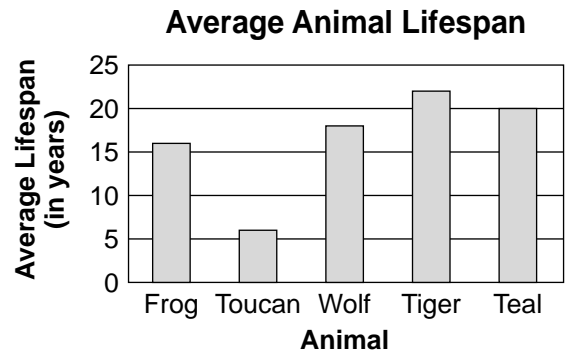 Average Animal Lifespan
Average Lifespan
(in years)
25
20
15
10
5
0
Frog Toucan Wolf Tiger Teal
Animal